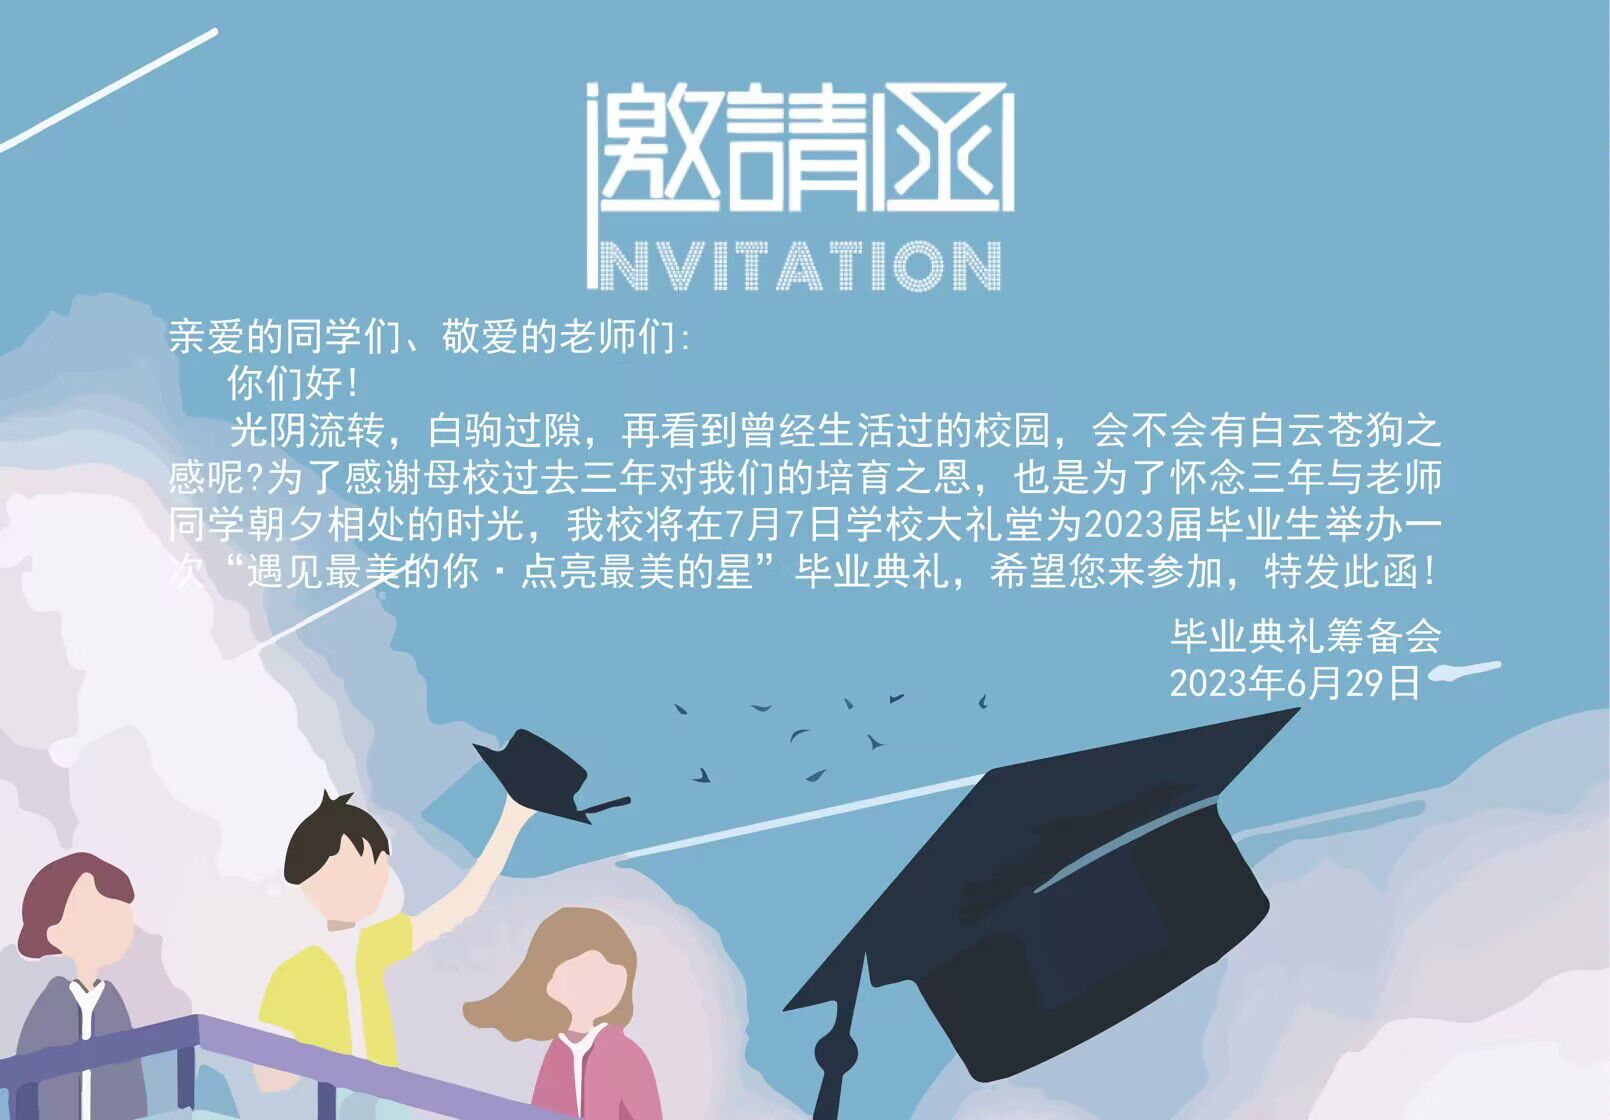 邀請函
INVITATION
亲爱的同学们、敬爱的老师们：
你们好！
光阴流转，白驹过隙，再看到曾经生活过的校园，会不会有白云苍狗之
感呢?为了感谢母校过去三年对我们的培育之恩，也是为了怀念三年与老师
同学朝夕相处的时光，我校将在7月7日学校大礼堂为2023届毕业生举办一
次“遇见最美的你·点亮最美的星”毕业典礼，希望您来参加，特发此函！
毕业典礼筹备会
2023年6月29日